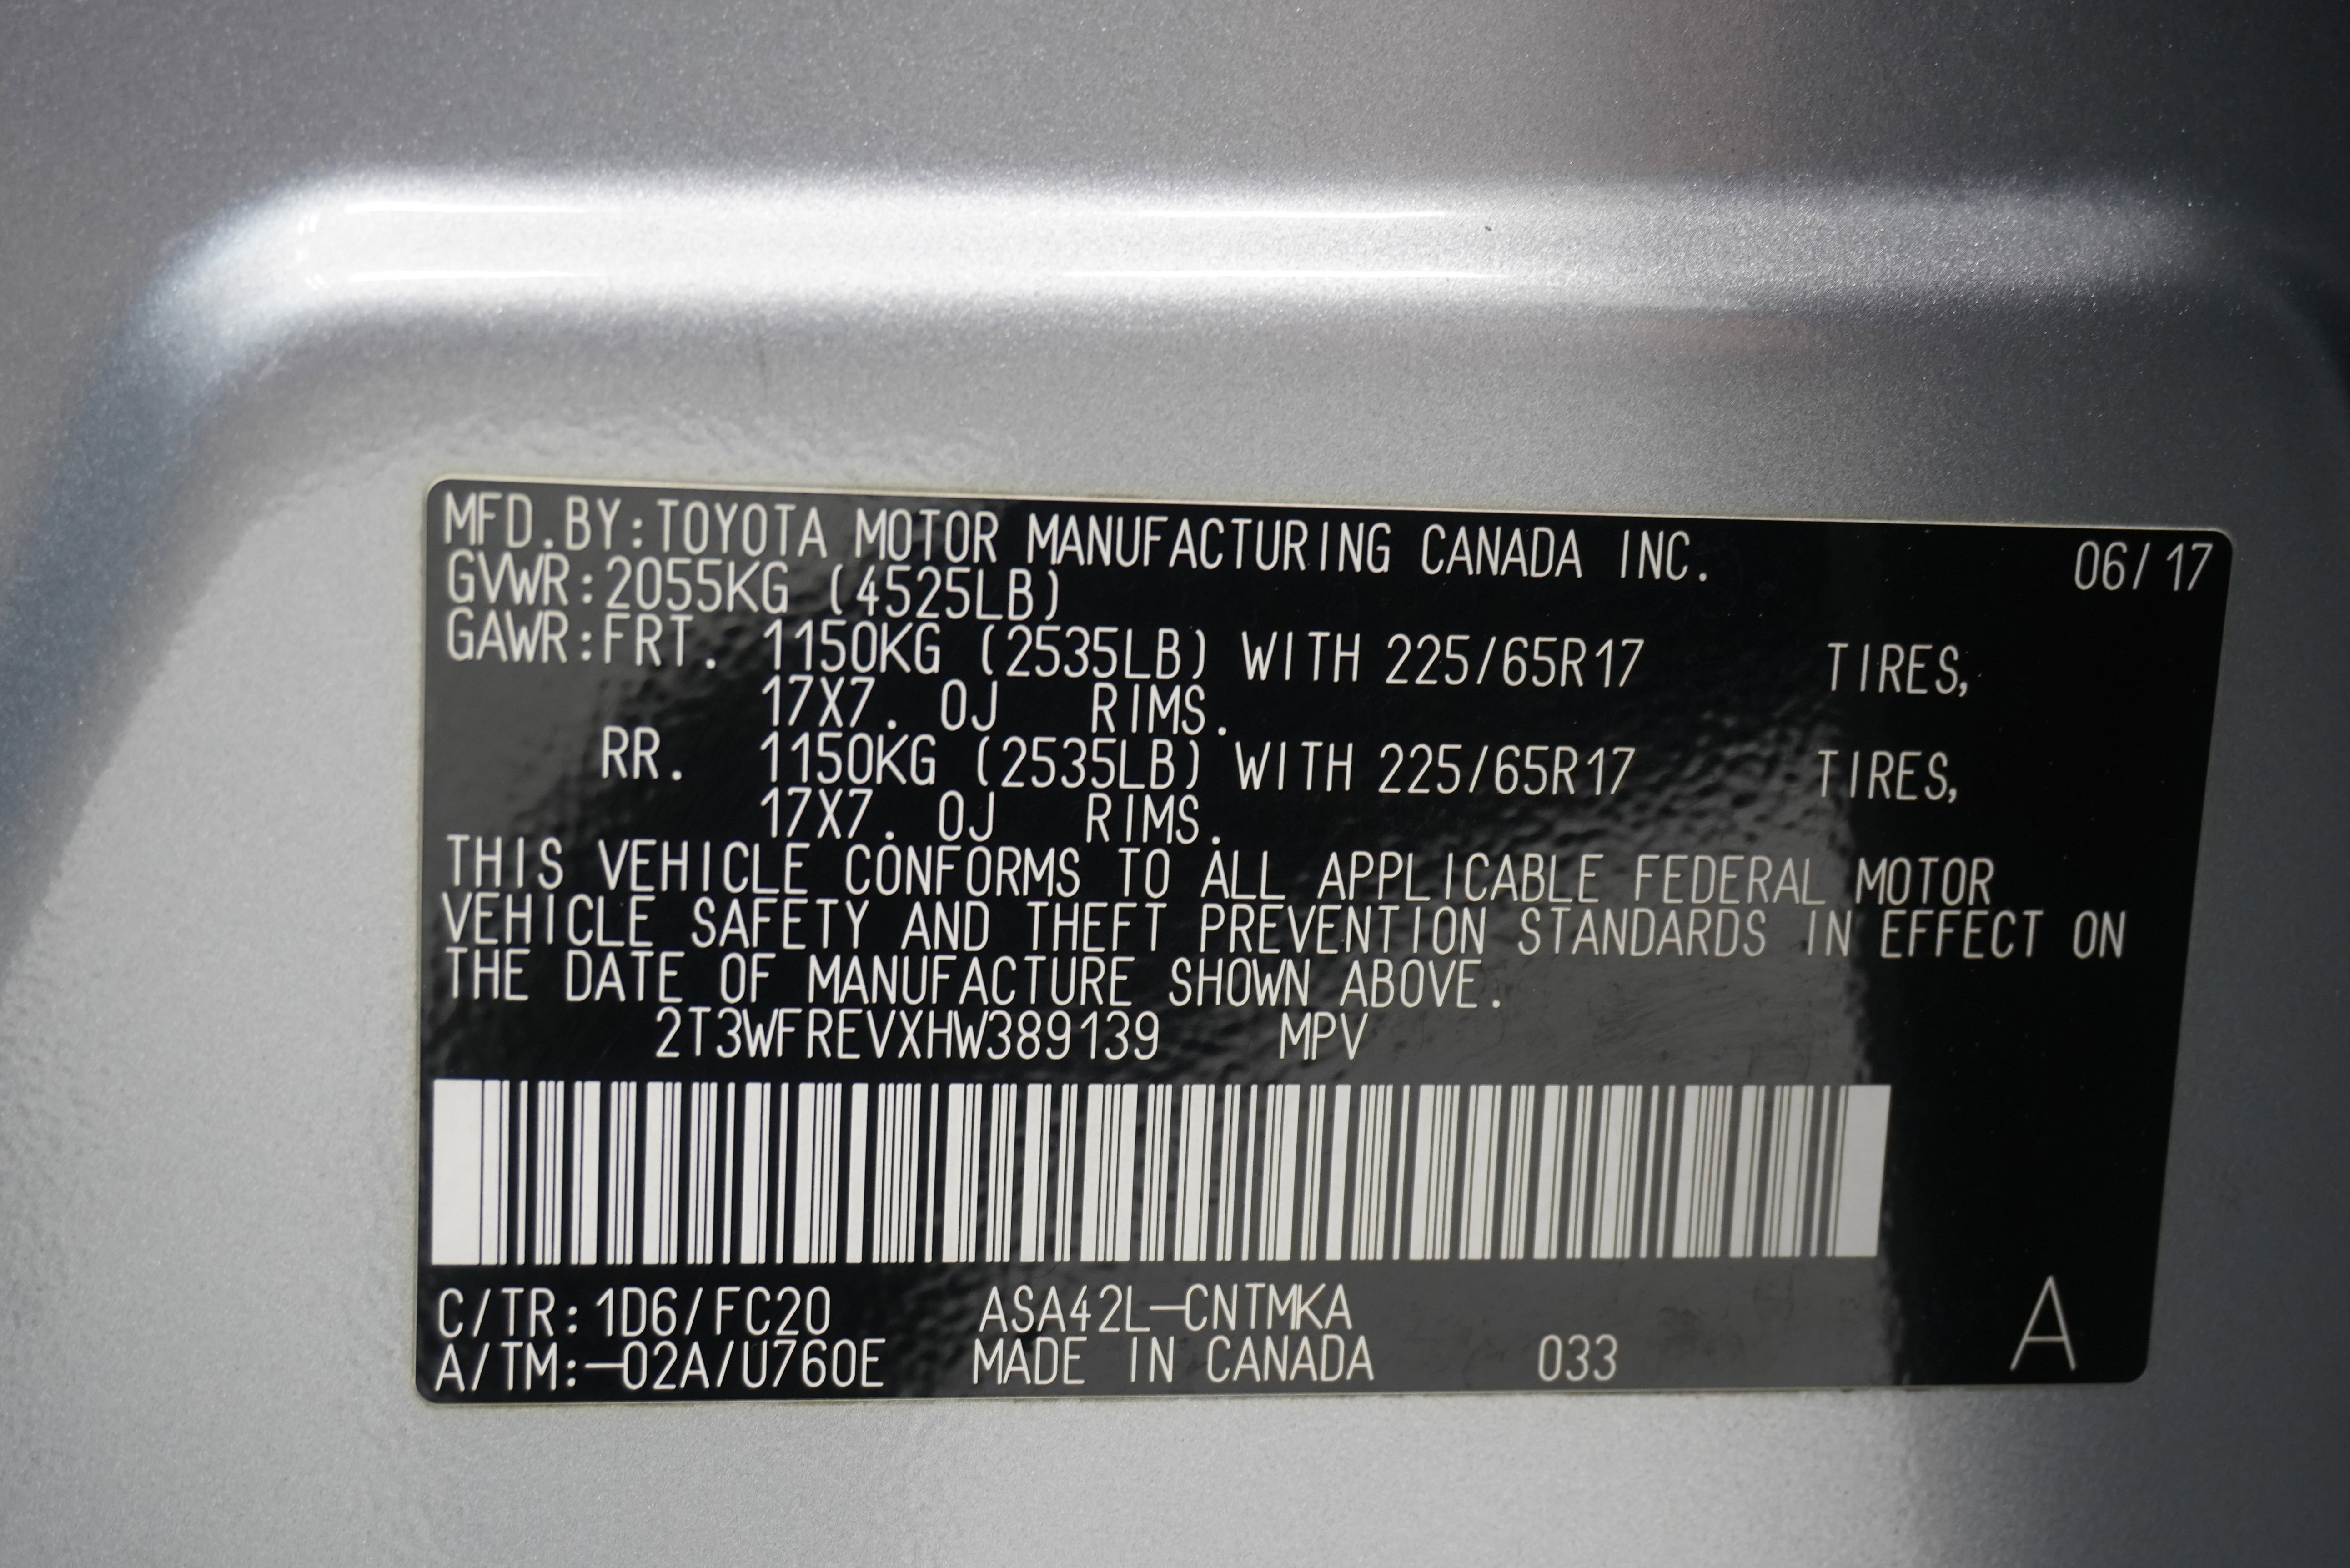 MFD.BY:TOYOTA MOTOR MANUFACTURING CANADA INC. 06/17
GVWR:2055KG (4525LB)
GAWR:FRT. 1150KG (2535LB) WITH 225/65R17 TIRES,
17X7. 0J RIMS.
RR. 1150KG (2535LB) WITH 225/65R17 TIRES,
17X7. 0J RIMS.
THIS VEHICLE CONFORMS TO ALL APPLICABLE FEDERAL MOTOR
VEHICLE SAFETY AND THEFT PREVENTION STANDARDS IN EFFECT ON
THE DATE OF MANUFACTURE SHOWN ABOVE.
2T3WFREVXHW389139 MPV
C/TR:1D6/FC20 ASA42L-CNTMKA
A/TM:-02A/U760E MADE IN CANADA 033 A